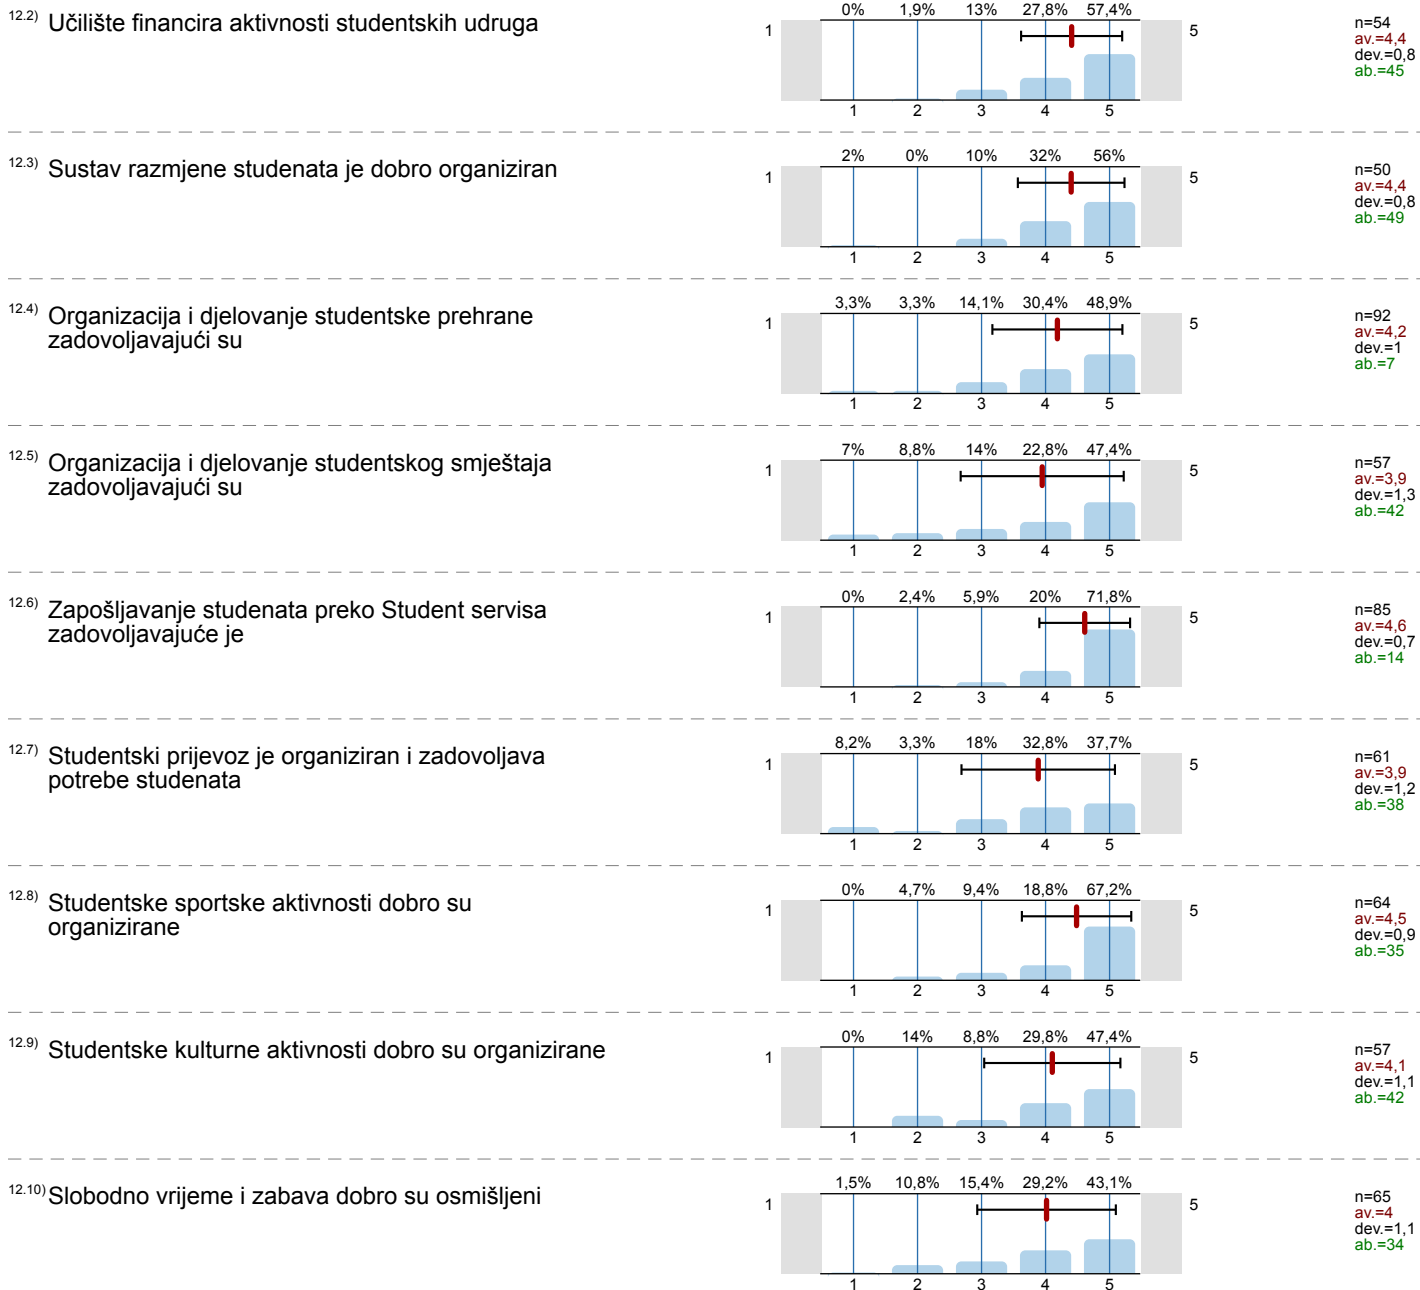 12.2) Učilište financira aktivnosti studentskih udruga
0% 1,9% 13% 27,8% 57,4%
1 5
n=54
av.=4,4
dev.=0,8
ab.=45
1 2 3 4 5
12.3) Sustav razmjene studenata je dobro organiziran
2% 0% 10% 32% 56%
1 5
n=50
av.=4,4
dev.=0,8
ab.=49
1 2 3 4 5
12.4) Organizacija i djelovanje studentske prehrane
zadovoljavajući su
3,3% 3,3% 14,1% 30,4% 48,9%
1 5
n=92
av.=4,2
dev.=1
ab.=7
1 2 3 4 5
12.5) Organizacija i djelovanje studentskog smještaja
zadovoljavajući su
7% 8,8% 14% 22,8% 47,4%
1 5
n=57
av.=3,9
dev.=1,3
ab.=42
1 2 3 4 5
12.6) Zapošljavanje studenata preko Student servisa
zadovoljavajuće je
0% 2,4% 5,9% 20% 71,8%
1 5
n=85
av.=4,6
dev.=0,7
ab.=14
1 2 3 4 5
12.7) Studentski prijevoz je organiziran i zadovoljava
potrebe studenata
8,2% 3,3% 18% 32,8% 37,7%
1 5
n=61
av.=3,9
dev.=1,2
ab.=38
1 2 3 4 5
12.8) Studentske sportske aktivnosti dobro su
organizirane
0% 4,7% 9,4% 18,8% 67,2%
1 5
n=64
av.=4,5
dev.=0,9
ab.=35
1 2 3 4 5
12.9) Studentske kulturne aktivnosti dobro su organizirane
0% 14% 8,8% 29,8% 47,4%
1 5
n=57
av.=4,1
dev.=1,1
ab.=42
1 2 3 4 5
12.10) Slobodno vrijeme i zabava dobro su osmišljeni
1,5% 10,8% 15,4% 29,2% 43,1%
1 5
n=65
av.=4
dev.=1,1
ab.=34
1 2 3 4 5